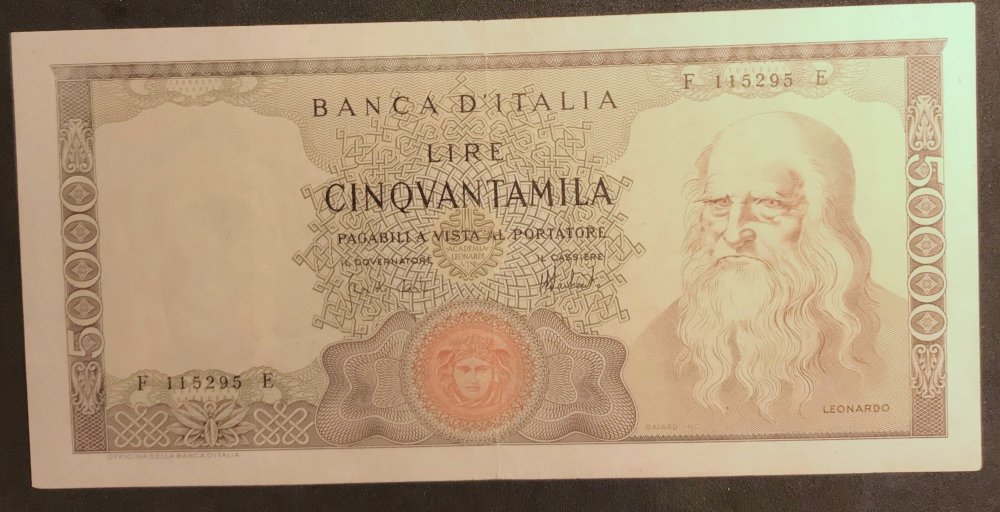 F 115295 E
BANCA D'ITALIA
LIRE
CINQVANTAMILA
PAGABILI A VISTA AL PORTATORE
IL GOVERNATORE
IL CASSIERE
ACADEMIA
LEONARDI
VINCI
50000
50000
F 115295 E
LEONARDO
OFFICINA DELLA BANCA D'ITALIA